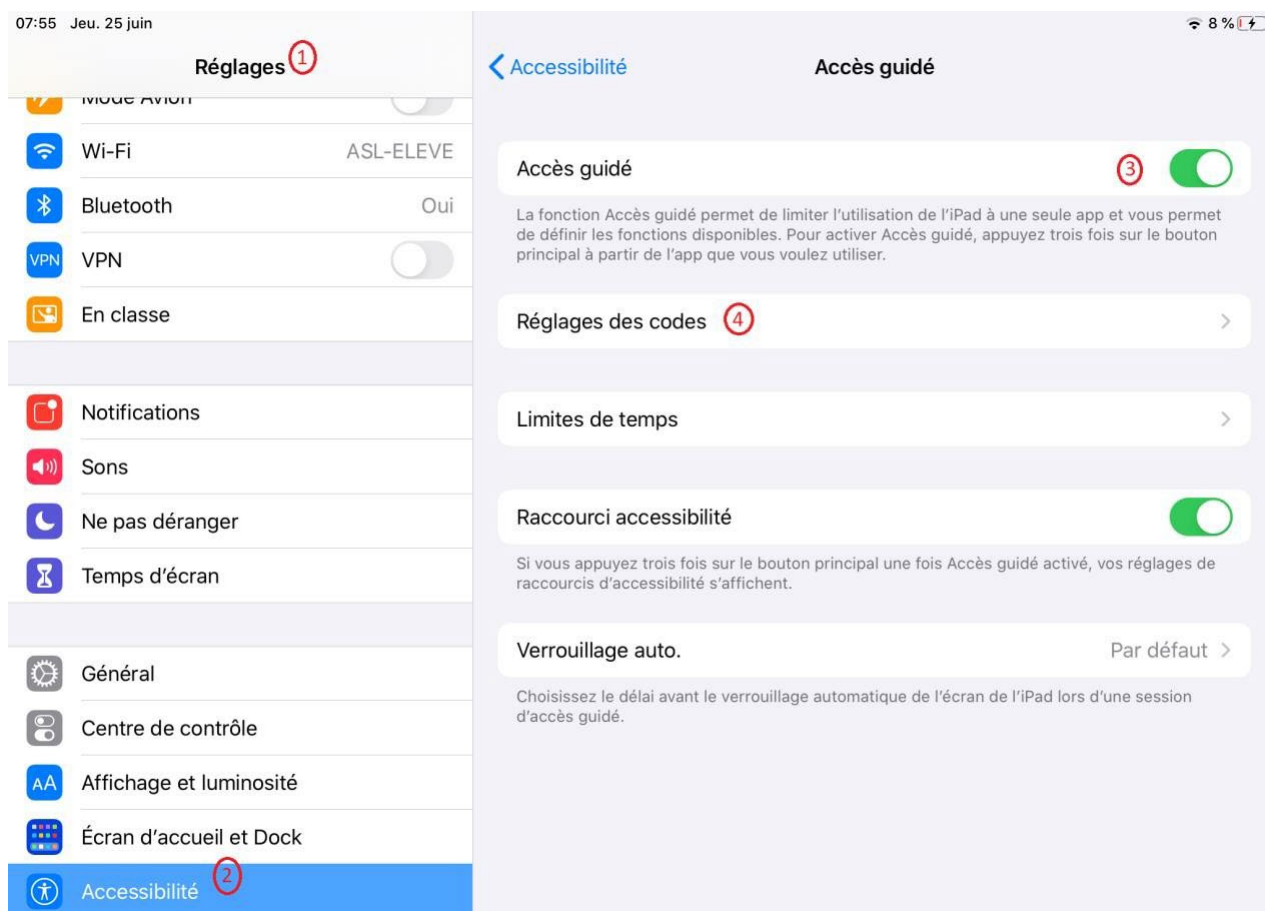 07:55 Jeu. 25 juin
8 %
Réglages 1
Mode Avion
Wi-Fi ASL-ELEVE
Bluetooth Oui
VPN VPN
En classe
Notifications
Sons
Ne pas déranger
Temps d'écran
Général
Centre de contrôle
AA Affichage et luminosité
Écran d'accueil et Dock
Accessibilité 2
Accessibilité Accès guidé
Accès guidé 3
La fonction Accès guidé permet de limiter l'utilisation de l'iPad à une seule app et vous permet
de définir les fonctions disponibles. Pour activer Accès guidé, appuyez trois fois sur le bouton
principal à partir de l'app que vous voulez utiliser.
Réglages des codes 4
Limites de temps
Raccourci accessibilité
Si vous appuyez trois fois sur le bouton principal une fois Accès guidé activé, vos réglages de
raccourcis d'accessibilité s'affichent.
Verrouillage auto. Par défaut
Choisissez le délai avant le verrouillage automatique de l'écran de l'iPad lors d'une session
d'accès guidé.